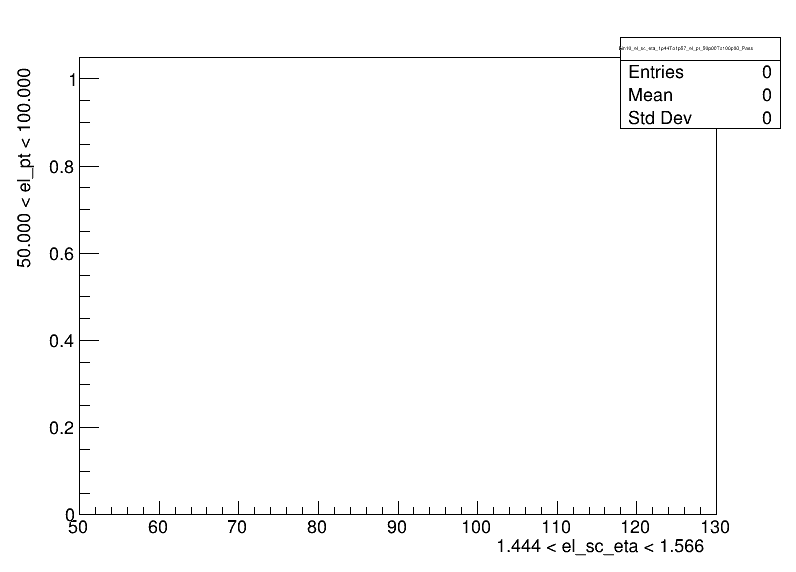 Entries 0
Mean 0
Std Dev 0
50.000 < el_pt < 100.000
1
0.8
0.6
0.4
0.2
0
50 60 70 80 90 100 110 120 130
1.444 < el_sc_eta < 1.566